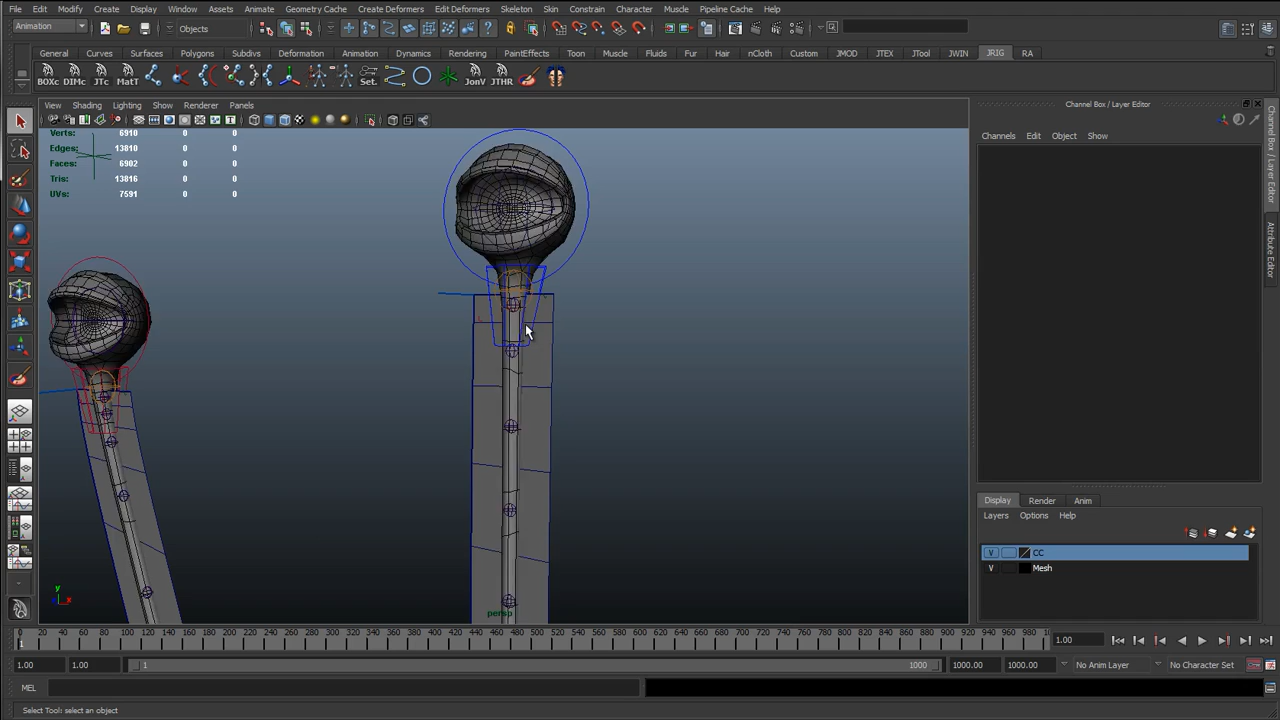 File Edit Modify Create Display Window Assets Animate Geometry Cache Create Deformers Edit Deformers Skeleton Skin Constrain Character Muscle Pipeline Cache Help
Animation Objects
General Curves Surfaces Polygons Subdivs Deformation Animation Dynamics Rendering PaintEffects Toon Muscle Fluids Fur Hair nCloth Custom JMOD JTEX JTool JWIN JRIG RA
BOXc DIMc JTc MatT Set. JonV JTHR
View Shading Lighting Show Renderer Panels
Channel Box / Layer Editor
Channels Edit Object Show
Verts: 6910 0 0
Edges: 13810 0 0
Faces: 6902 0 0
Tris: 13816 0 0
UVs: 7591 0 0
Channel Box / Layer Editor
Attribute Editor
Display Render Anim
Layers Options Help
V CC
V Mesh
y
z x
persp
1 20 40 60 80 100 120 140 160 180 200 220 240 260 280 300 320 340 360 380 400 420 440 460 480 500 520 540 560 580 600 620 640 660 680 700 720 740 760 780 800 820 840 860 880 900 920 940 960 980 1.00
1.00 1.00 1 1000 1000.00 1000.00 No Anim Layer No Character Set
MEL
Select Tool: select an object